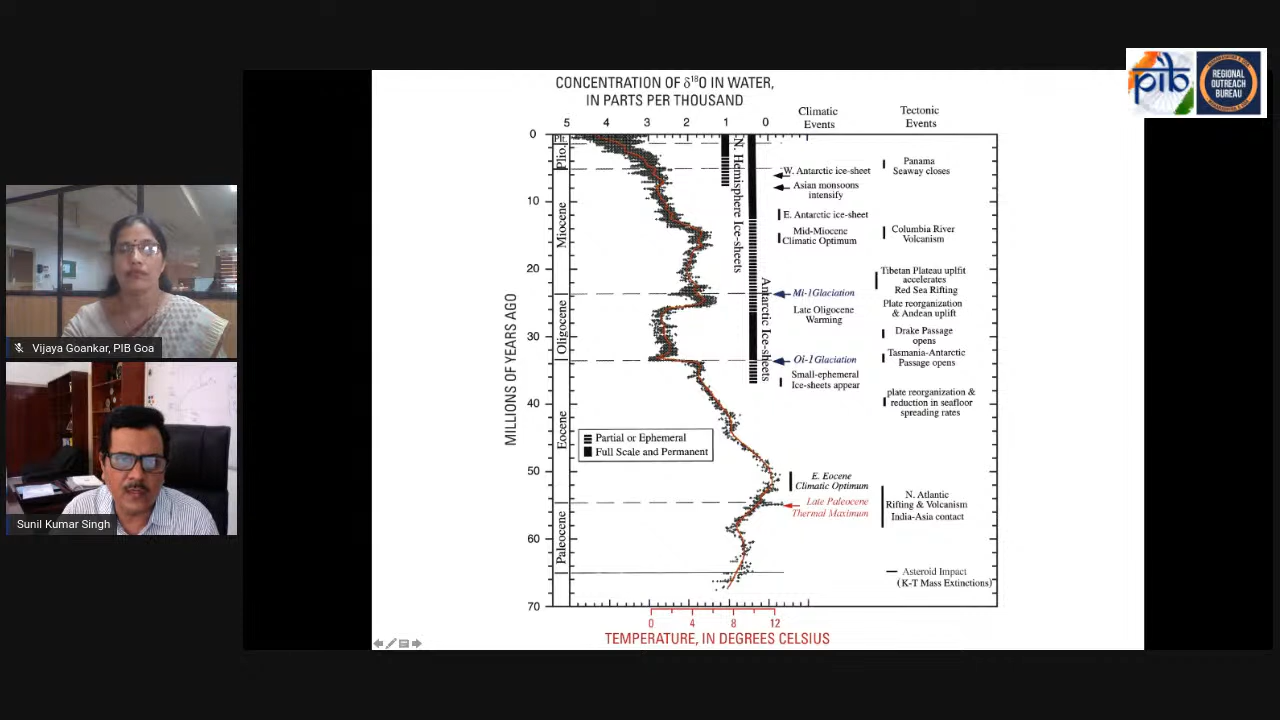 pib
REGIONAL
OUTREACH
BUREAU
CONCENTRATION OF δ¹⁸O IN WATER,
IN PARTS PER THOUSAND
5 4 3 2 1 0
Climatic
Events
Tectonic
Events
0
10
20
30
40
50
60
70
MILLIONS OF YEARS AGO
Plt.
Plio.
Miocene
Oligocene
Eocene
Paleocene
N. Hemisphere Ice-sheets
Antarctic Ice-sheets
W. Antarctic ice-sheet
Asian monsoons
intensify
E. Antarctic ice-sheet
Mid-Miocene
Climatic Optimum
Mi-1Glaciation
Late Oligocene
Warming
Oi-1Glaciation
Small-ephemeral
Ice-sheets appear
E. Eocene
Climatic Optimum
Late Paleocene
Thermal Maximum
Panama
Seaway closes
Columbia River
Volcanism
Tibetan Plateau uplfit
accelerates
Red Sea Rifting
Plate reorganization
& Andean uplift
Drake Passage
opens
Tasmania-Antarctic
Passage opens
plate reorganization &
reduction in seafloor
spreading rates
N. Atlantic
Rifting & Volcanism
India-Asia contact
Asteroid Impact
(K-T Mass Extinctions)
Partial or Ephemeral
Full Scale and Permanent
0 4 8 12
TEMPERATURE, IN DEGREES CELSIUS
Vijaya Goankar, PIB Goa
Sunil Kumar Singh